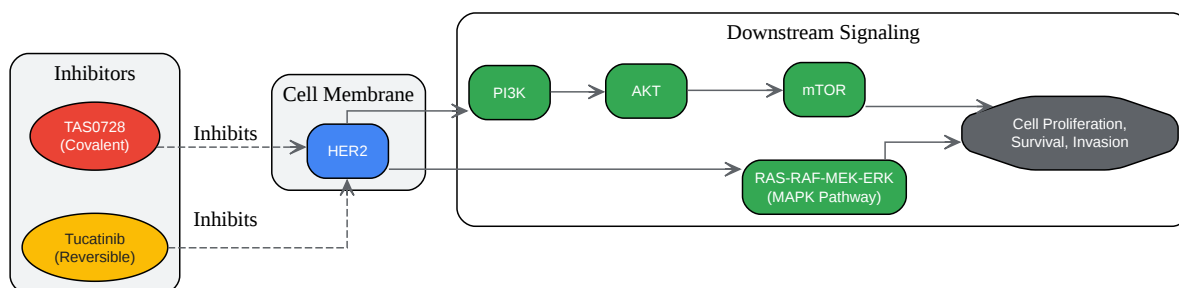 Downstream Signaling
Inhibitors
TAS0728
(Covalent)
Inhibits
Tucatinib
(Reversible)
Inhibits
Cell Membrane
HER2
PI3K
AKT
mTOR
RAS-RAF-MEK-ERK
(MAPK Pathway)
Cell Proliferation,
Survival, Invasion